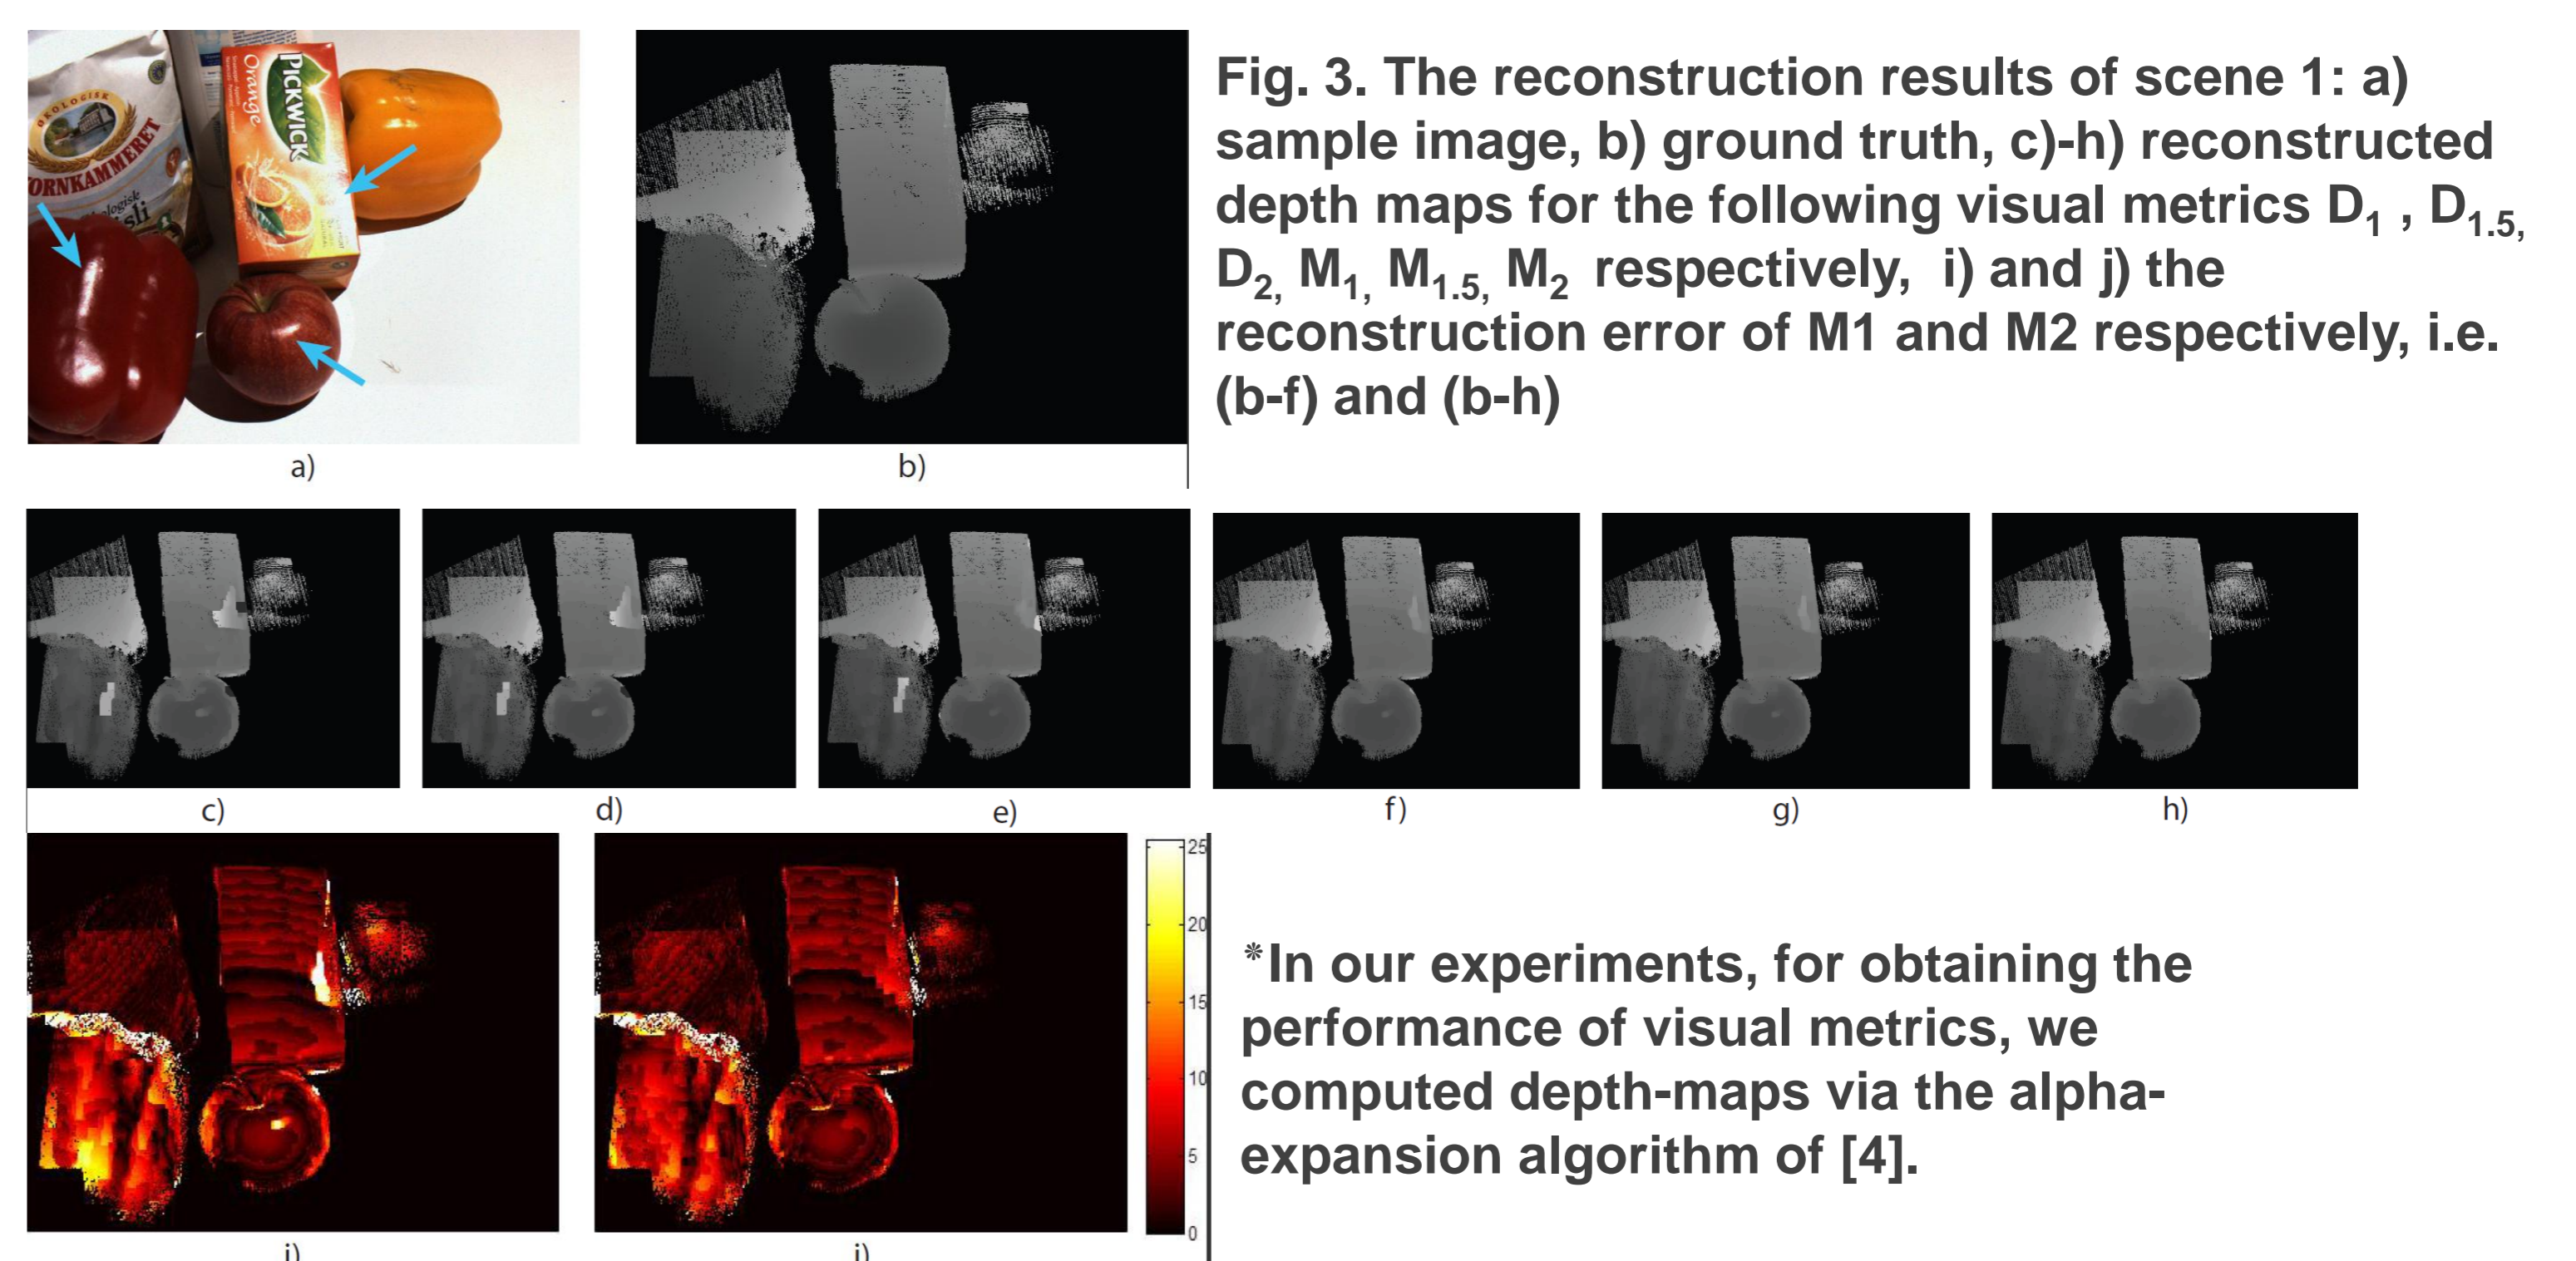 ØKOLOGISK
KORNKAMMERET
PICKWICK
Orange
a)
b)
Fig. 3. The reconstruction results of scene 1: a)
sample image, b) ground truth, c)-h) reconstructed
depth maps for the following visual metrics D1 , D1.5,
D2, M1, M1.5, M2 respectively, i) and j) the
reconstruction error of M1 and M2 respectively, i.e.
(b-f) and (b-h)
c)
d)
e)
f)
g)
h)
25
20
15
10
5
0
i)
j)
*In our experiments, for obtaining the
performance of visual metrics, we
computed depth-maps via the alpha-
expansion algorithm of [4].